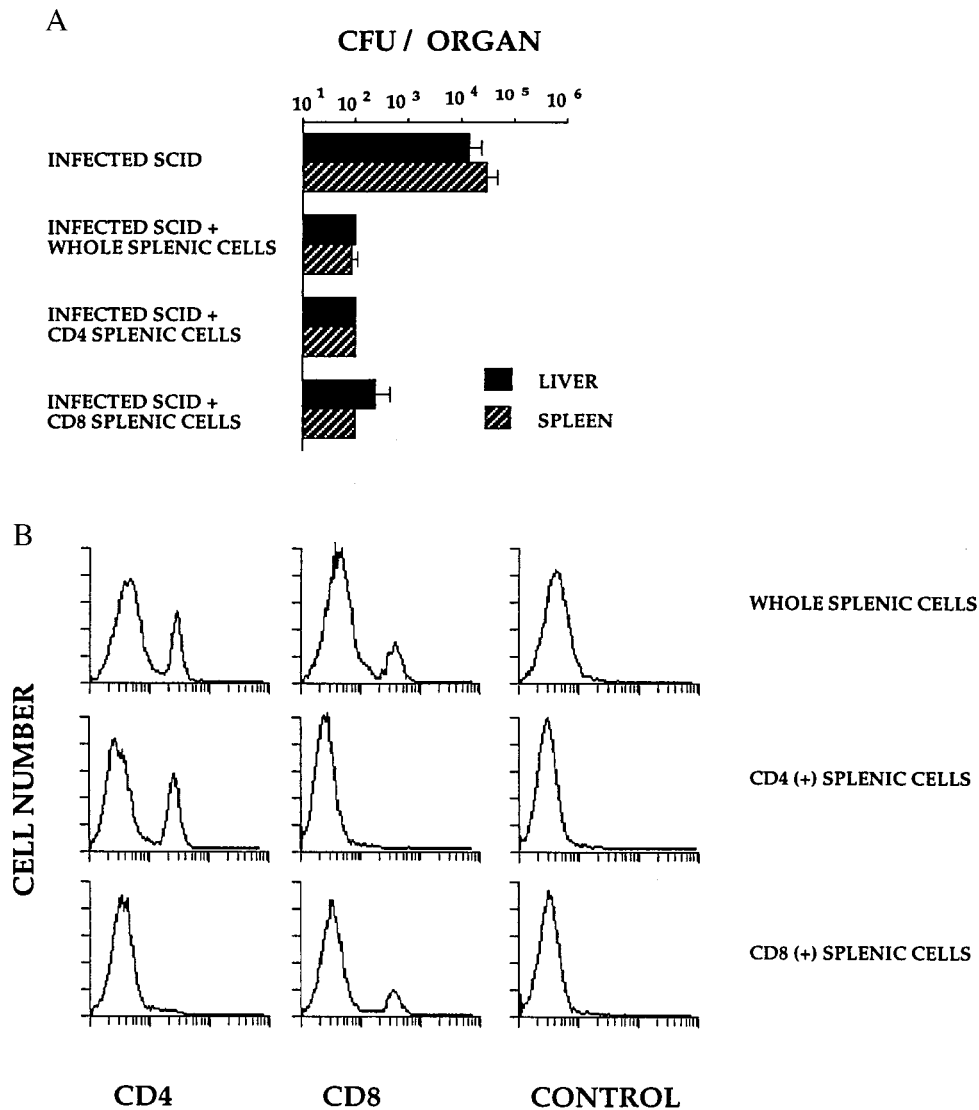 A
CFU / ORGAN
10^1 10^2 10^3 10^4 10^5 10^6
INFECTED SCID
INFECTED SCID +
WHOLE SPLENIC CELLS
INFECTED SCID +
CD4 SPLENIC CELLS
INFECTED SCID +
CD8 SPLENIC CELLS
LIVER
SPLEEN
B
CELL NUMBER
WHOLE SPLENIC CELLS
CD4 (+) SPLENIC CELLS
CD8 (+) SPLENIC CELLS
CD4 CD8 CONTROL